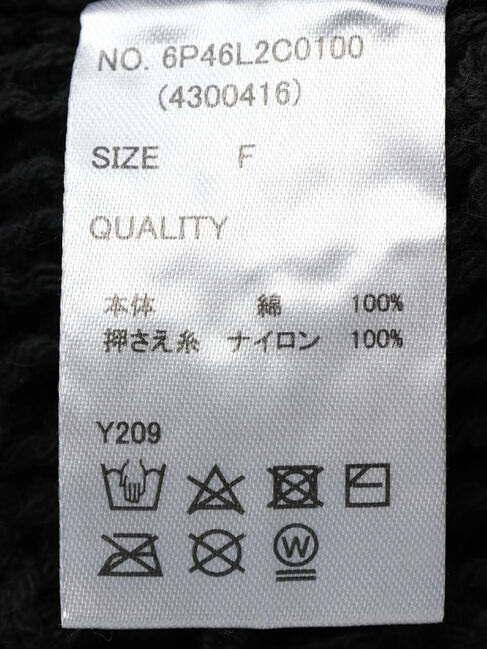 NO. 6P46L2C0100
(4300416)
SIZE F
QUALITY
本体 綿 100%
押さえ糸 ナイロン 100%
Y209
W